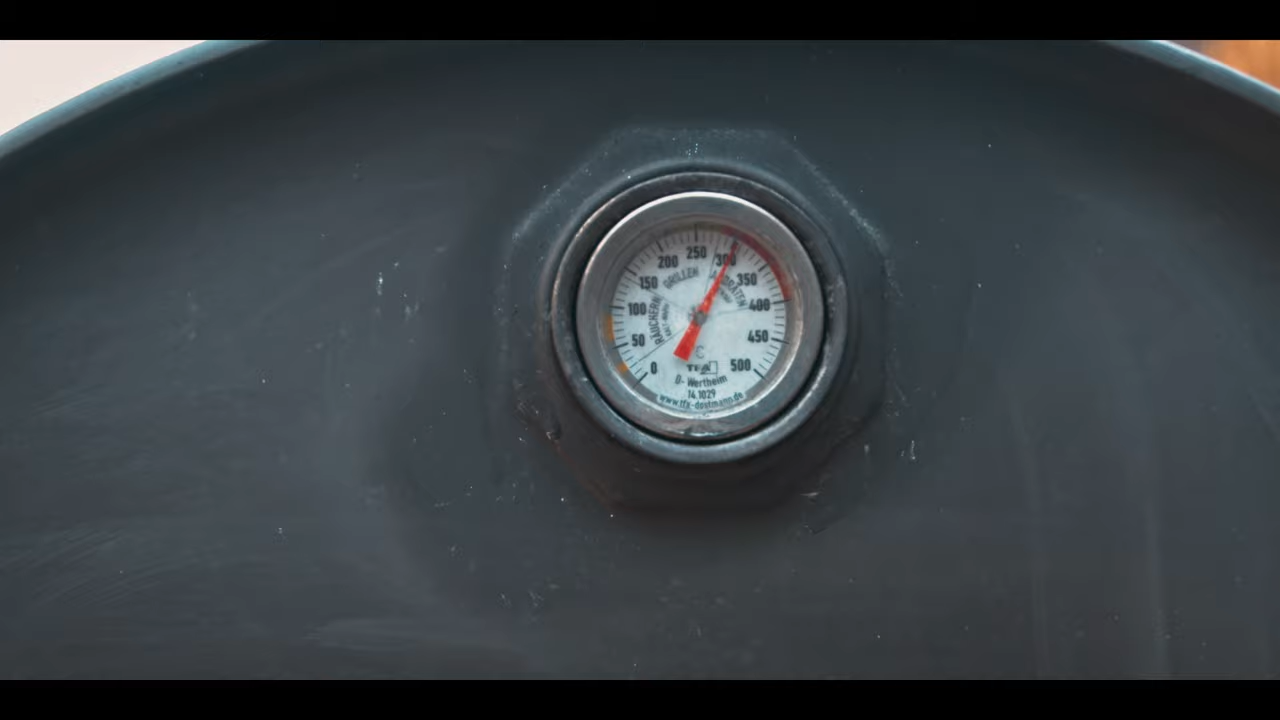 0
50
100
150
200
250
300
350
400
450
500
RÄUCHERN
GRILLEN
BRATEN
°C
TFA
D- Wertheim
14.1029
www.tfa-dostmann.de